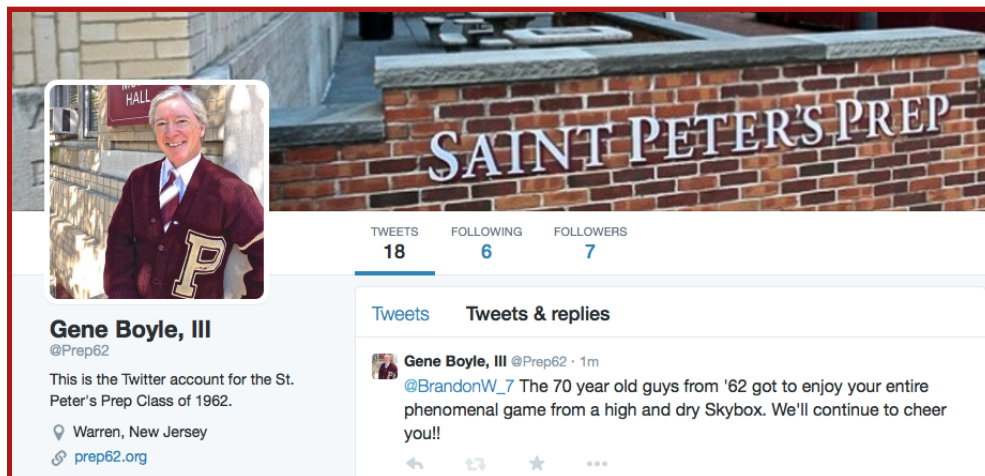 HALL
SAINT PETER'S PREP
P
TWEETS FOLLOWING FOLLOWERS
18 6 7
Tweets Tweets & replies
Gene Boyle, III
@Prep62
This is the Twitter account for the St.
Peter's Prep Class of 1962.
Warren, New Jersey
prep62.org
Gene Boyle, III @Prep62 · 1m
@BrandonW_7 The 70 year old guys from '62 got to enjoy your entire
phenomenal game from a high and dry Skybox. We'll continue to cheer
you!!